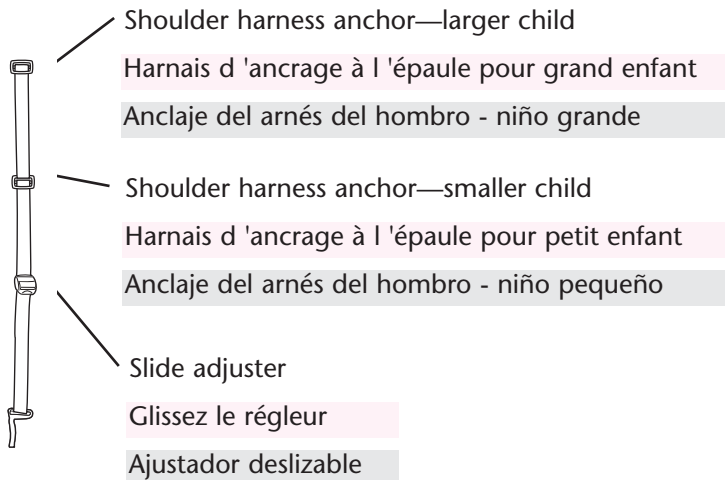 Shoulder harness anchor—larger child
Harnais d 'ancrage à l 'épaule pour grand enfant
Anclaje del arnés del hombro - niño grande
Shoulder harness anchor—smaller child
Harnais d 'ancrage à l 'épaule pour petit enfant
Anclaje del arnés del hombro - niño pequeño
Slide adjuster
Glissez le régleur
Ajustador deslizable